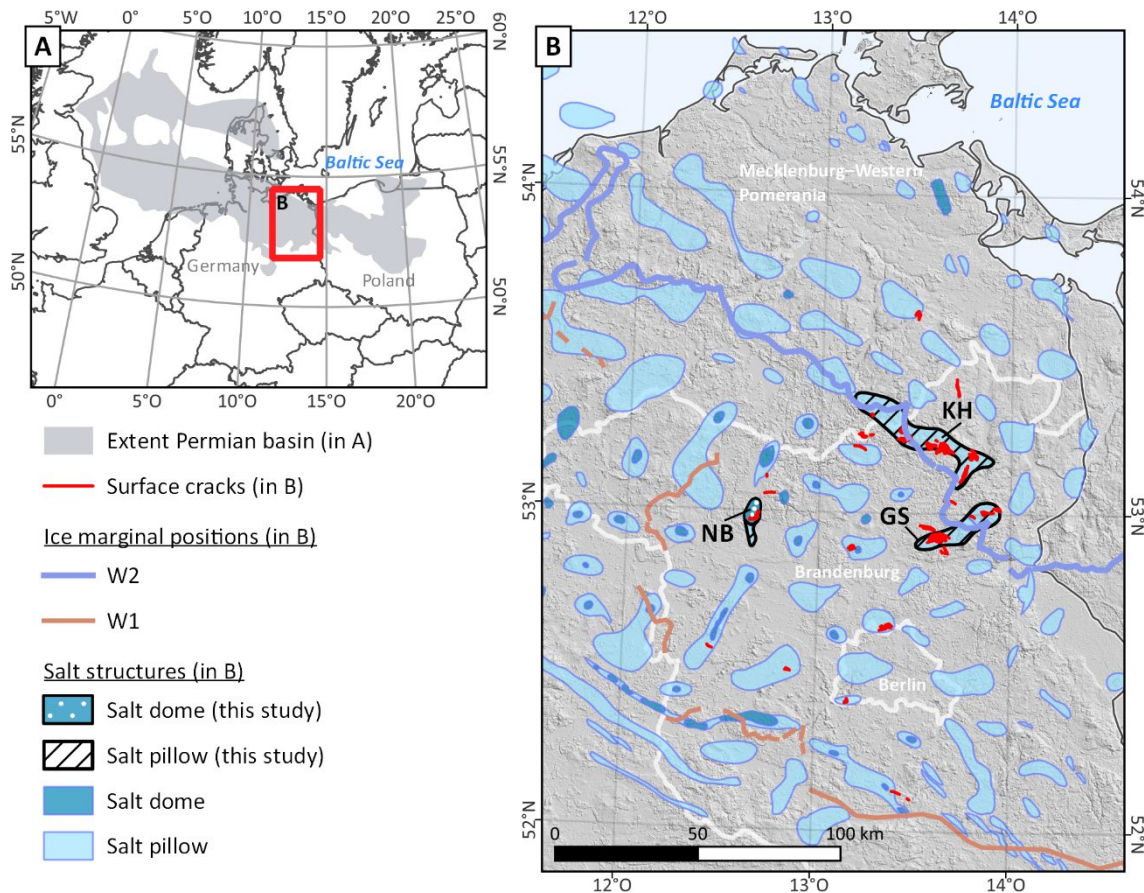 5°W 0° 5°O 10°O 15°O 20°O 25°O 60°N
A
55°N
55°N
Baltic Sea
B
50°N
Germany
Poland
50°N
0° 5°O 10°O 15°O 20°O
Extent Permian basin (in A)
Surface cracks (in B)
Ice marginal positions (in B)
W2
W1
Salt structures (in B)
Salt dome (this study)
Salt pillow (this study)
Salt dome
Salt pillow
12°O 13°O 14°O
B
Baltic Sea
Mecklenburg–Western
Pomerania
54°N
54°N
KH
53°N
53°N
GS
NB
Brandenburg
Berlin
52°N
52°N
0 50 100 km
12°O 13°O 14°O